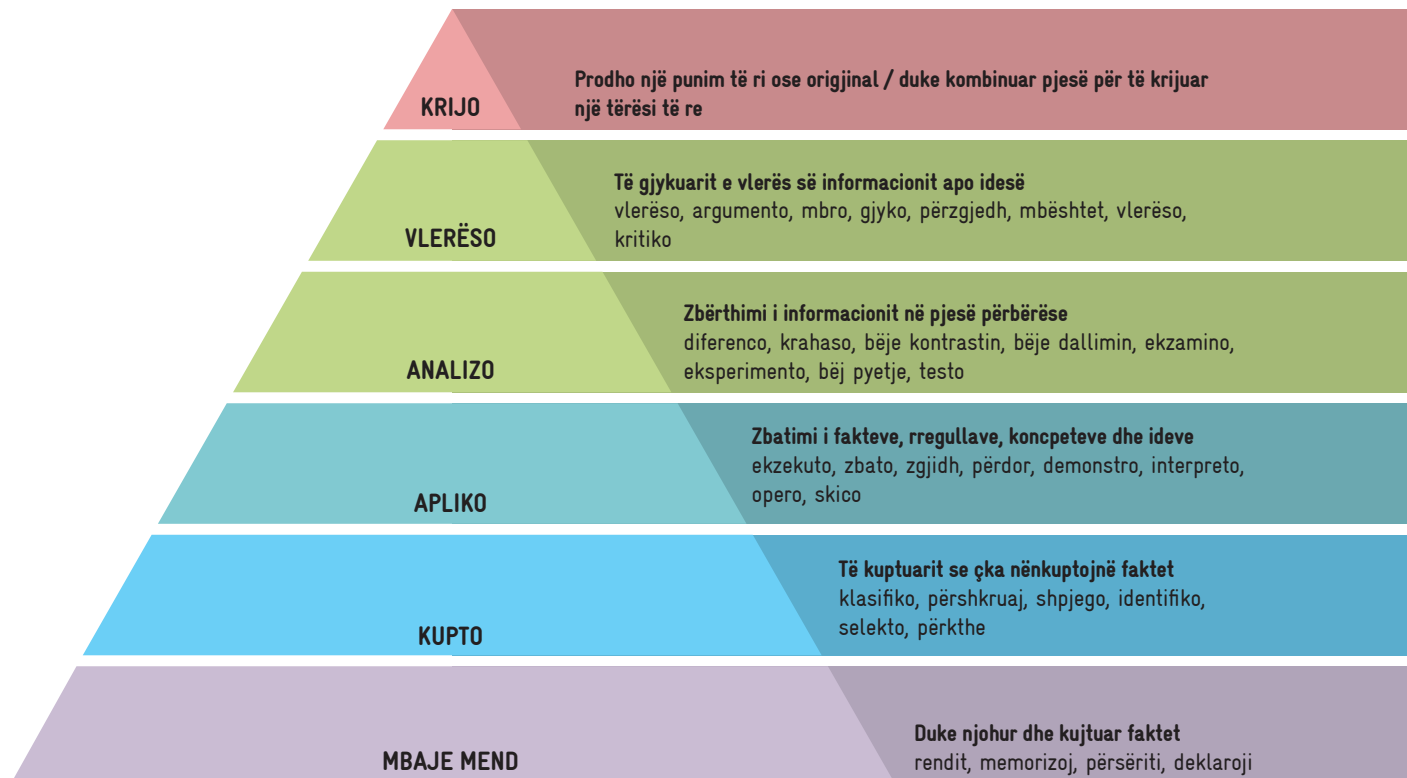 Prodho një punim të ri ose origjinal / duke kombinuar pjesë për të krijuar
një tërësi të re
KRIJO
Të gjykuarit e vlerës së informacionit apo idesë
vlerëso, argumento, mbro, gjyko, përzgjedh, mbështet, vlerëso,
kritiko
VLERËSO
Zbërthimi i informacionit në pjesë përbërëse
diferenco, krahaso, bëje kontrastin, bëje dallimin, ekzamino,
eksperimento, bëj pyetje, testo
ANALIZO
Zbatimi i fakteve, rregullave, koncpeteve dhe ideve
ekzekuto, zbato, zgjidh, përdor, demonstro, interpreto,
opero, skico
APLIKO
Të kuptuarit se çka nënkuptojnë faktet
klasifiko, përshkruaj, shpjego, identifiko,
selekto, përkthe
KUPTO
Duke njohur dhe kujtuar faktet
rendit, memorizoj, përsëriti, deklaroji
MBAJE MEND